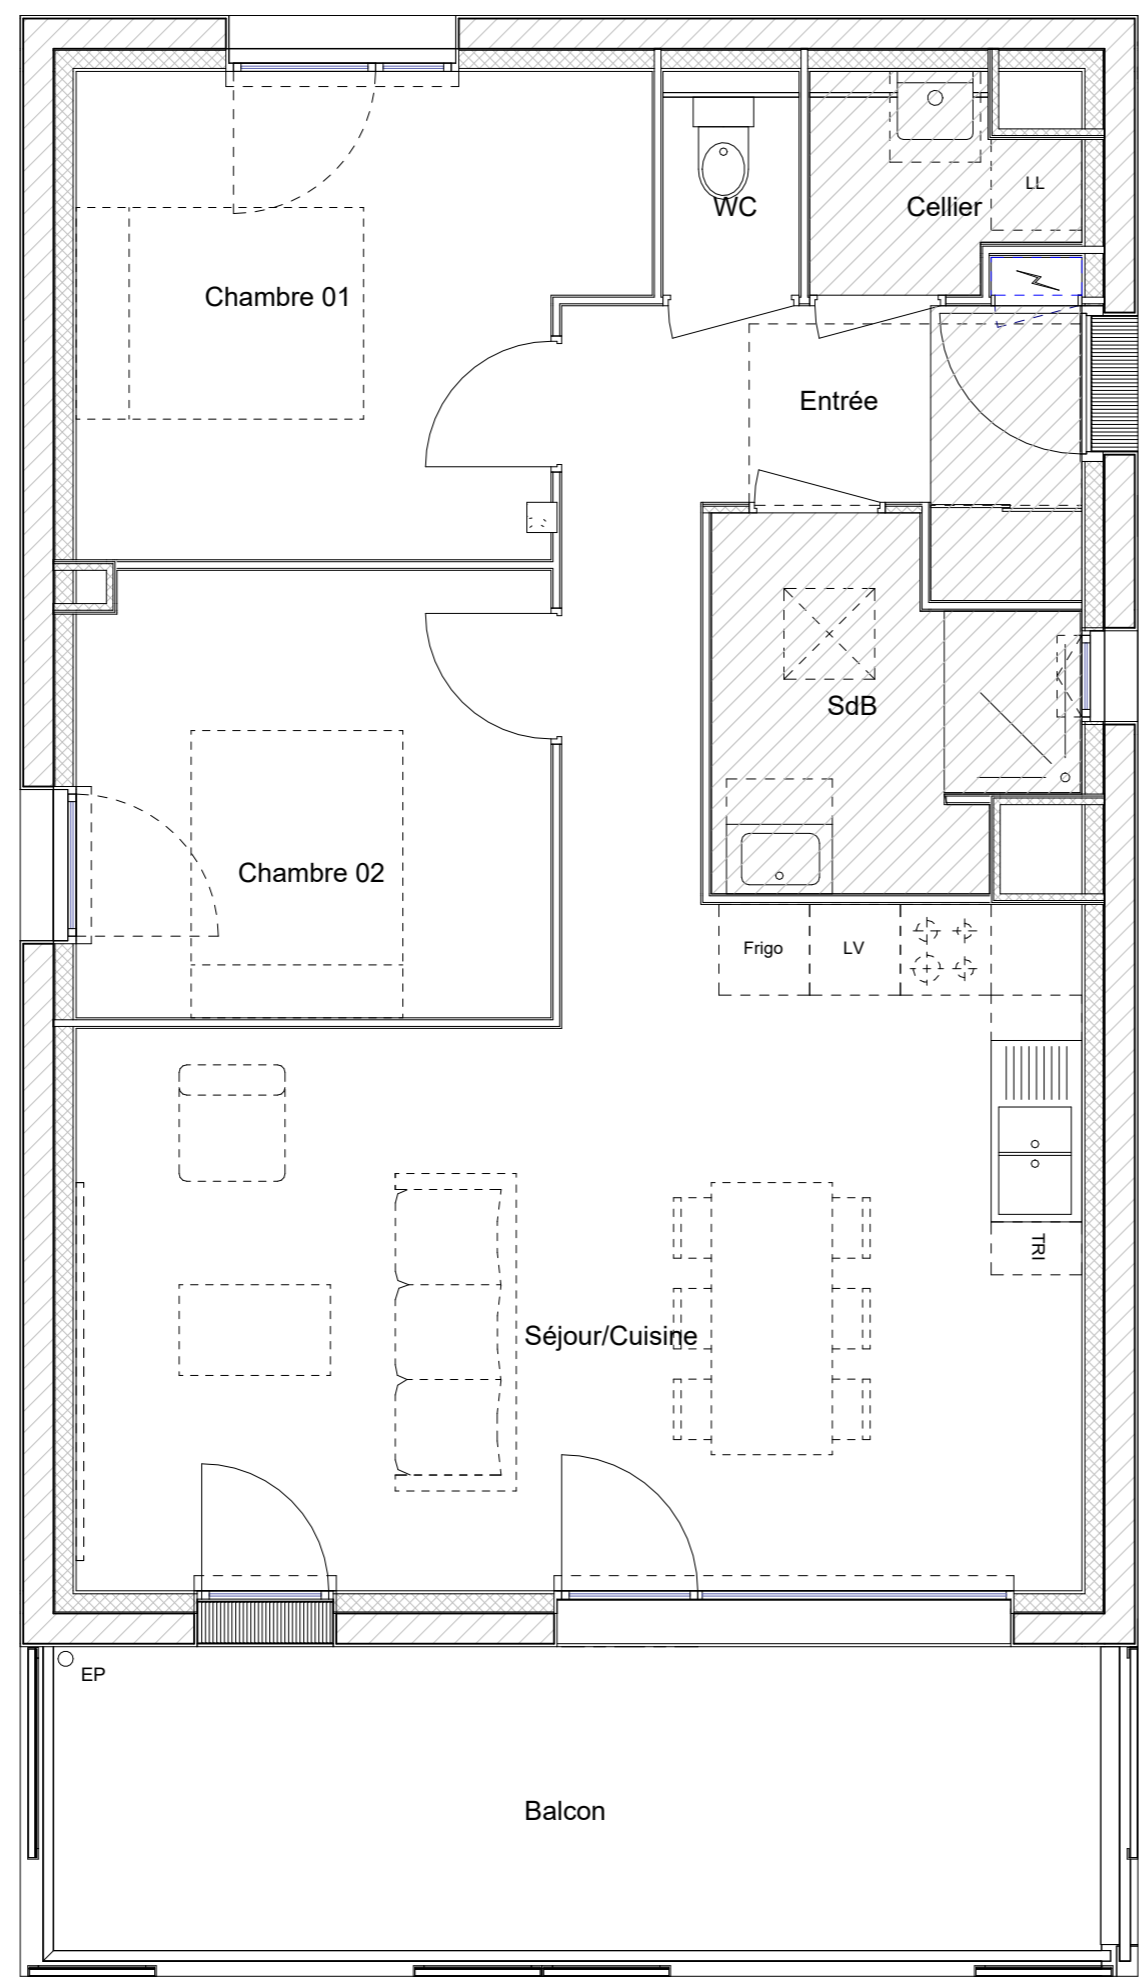 LL
WC
Cellier
Chambre 01
Entrée
SdB
Chambre 02
Frigo
LV
TRI
Séjour/Cuisine
EP
Balcon